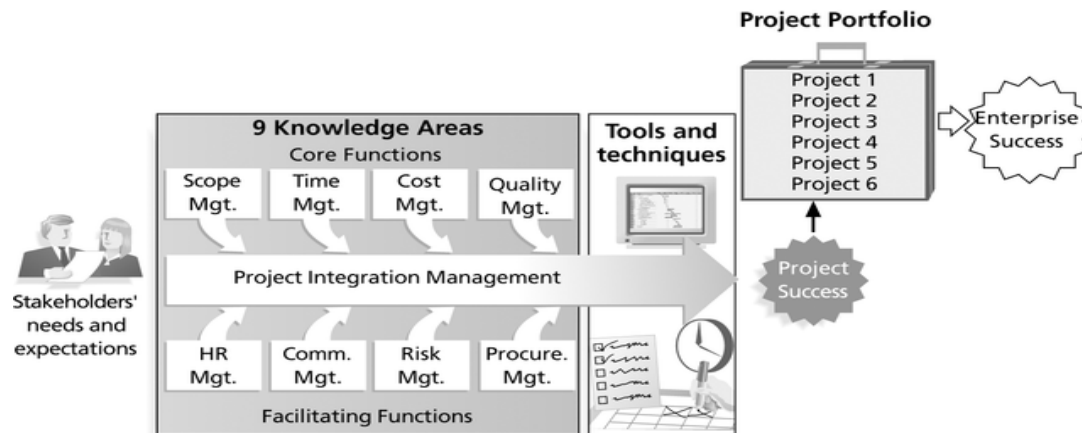 Project Portfolio
Project 1
Project 2
Project 3
Project 4
Project 5
Project 6
Enterprise
Success
9 Knowledge Areas
Core Functions
Scope
Mgt.
Time
Mgt.
Cost
Mgt.
Quality
Mgt.
Tools and
techniques
Stakeholders'
needs and
expectations
Project Integration Management
Project
Success
HR
Mgt.
Comm.
Mgt.
Risk
Mgt.
Procure.
Mgt.
Facilitating Functions